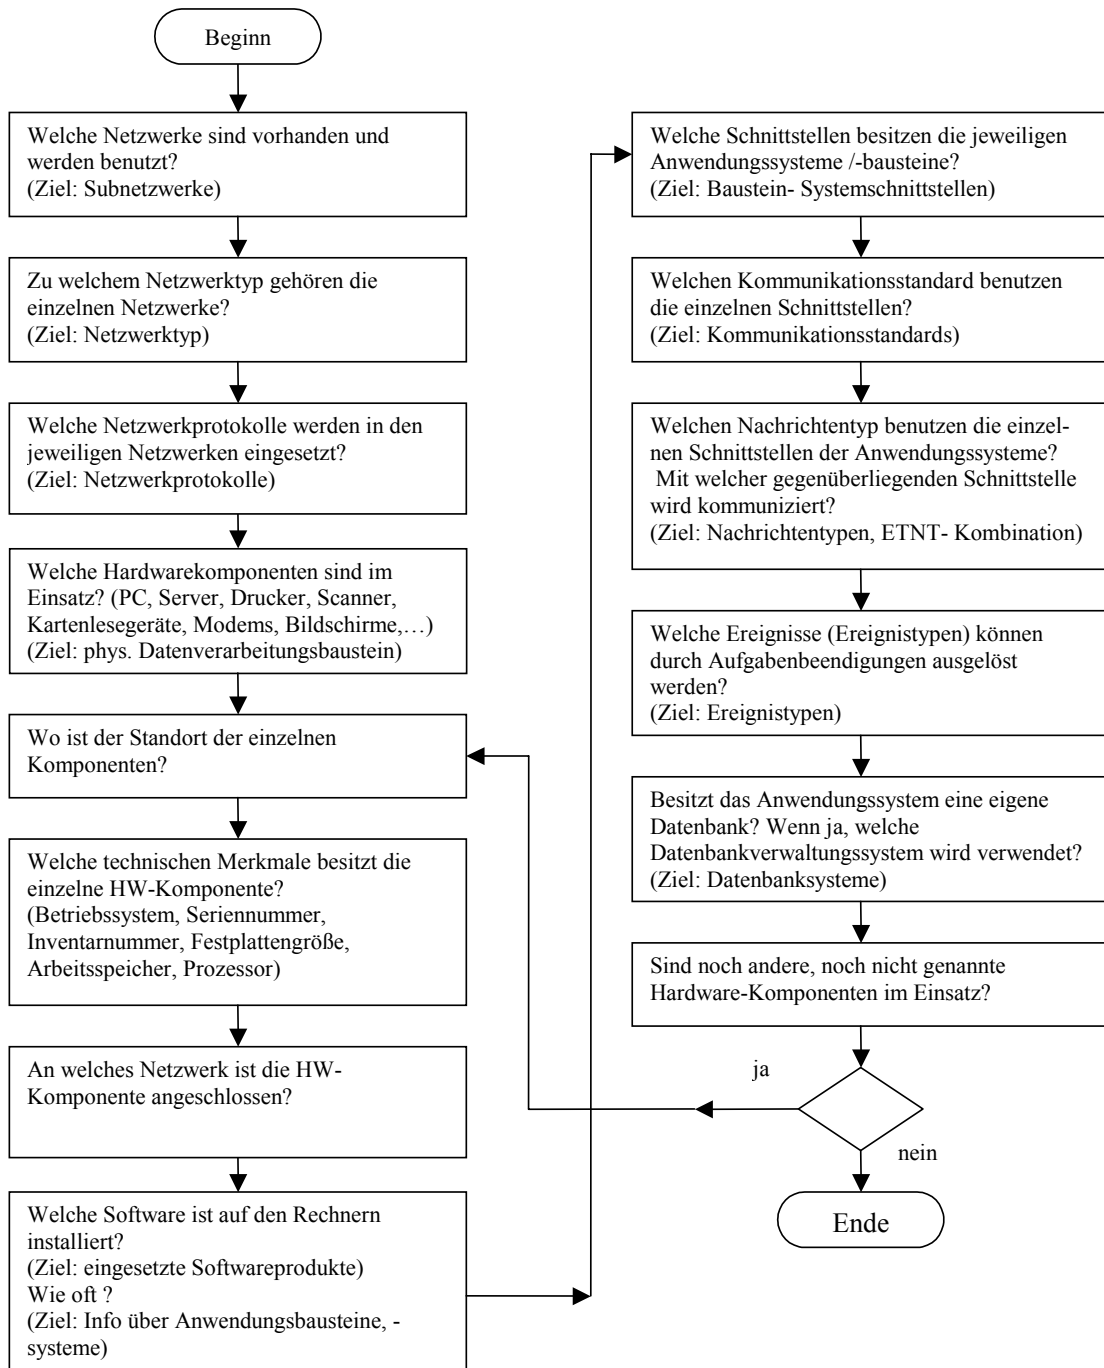 Beginn
Welche Netzwerke sind vorhanden und
werden benutzt?
(Ziel: Subnetzwerke)
Zu welchem Netzwerktyp gehören die
einzelnen Netzwerke?
(Ziel: Netzwerktyp)
Welche Netzwerkprotokolle werden in den
jeweiligen Netzwerken eingesetzt?
(Ziel: Netzwerkprotokolle)
Welche Hardwarekomponenten sind im
Einsatz? (PC, Server, Drucker, Scanner,
Kartenlesegeräte, Modems, Bildschirme,…)
(Ziel: phys. Datenverarbeitungsbaustein)
Wo ist der Standort der einzelnen
Komponenten?
Welche technischen Merkmale besitzt die
einzelne HW-Komponente?
(Betriebssystem, Seriennummer,
Inventarnummer, Festplattengröße,
Arbeitsspeicher, Prozessor)
An welches Netzwerk ist die HW-
Komponente angeschlossen?
Welche Software ist auf den Rechnern
installiert?
(Ziel: eingesetzte Softwareprodukte)
Wie oft ?
(Ziel: Info über Anwendungsbausteine, -
systeme)
Welche Schnittstellen besitzen die jeweiligen
Anwendungssysteme /-bausteine?
(Ziel: Baustein- Systemschnittstellen)
Welchen Kommunikationsstandard benutzen
die einzelnen Schnittstellen?
(Ziel: Kommunikationsstandards)
Welchen Nachrichtentyp benutzen die einzel-
nen Schnittstellen der Anwendungssysteme?
Mit welcher gegenüberliegenden Schnittstelle
wird kommuniziert?
(Ziel: Nachrichtentypen, ETNT- Kombination)
Welche Ereignisse (Ereignistypen) können
durch Aufgabenbeendigungen ausgelöst
werden?
(Ziel: Ereignistypen)
Besitzt das Anwendungssystem eine eigene
Datenbank? Wenn ja, welche
Datenbankverwaltungssystem wird verwendet?
(Ziel: Datenbanksysteme)
Sind noch andere, noch nicht genannte
Hardware-Komponenten im Einsatz?
ja
nein
Ende